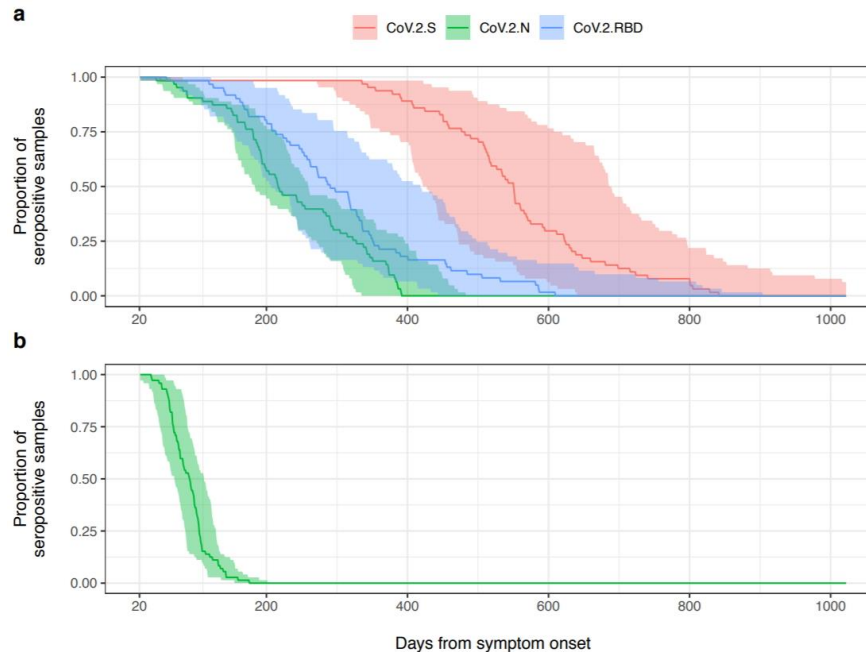 a
CoV.2.S CoV.2.N CoV.2.RBD
Proportion of
seropositive samples
1.00
0.75
0.50
0.25
0.00
20 200 400 600 800 1000
b
Proportion of
seropositive samples
1.00
0.75
0.50
0.25
0.00
20 200 400 600 800 1000
Days from symptom onset